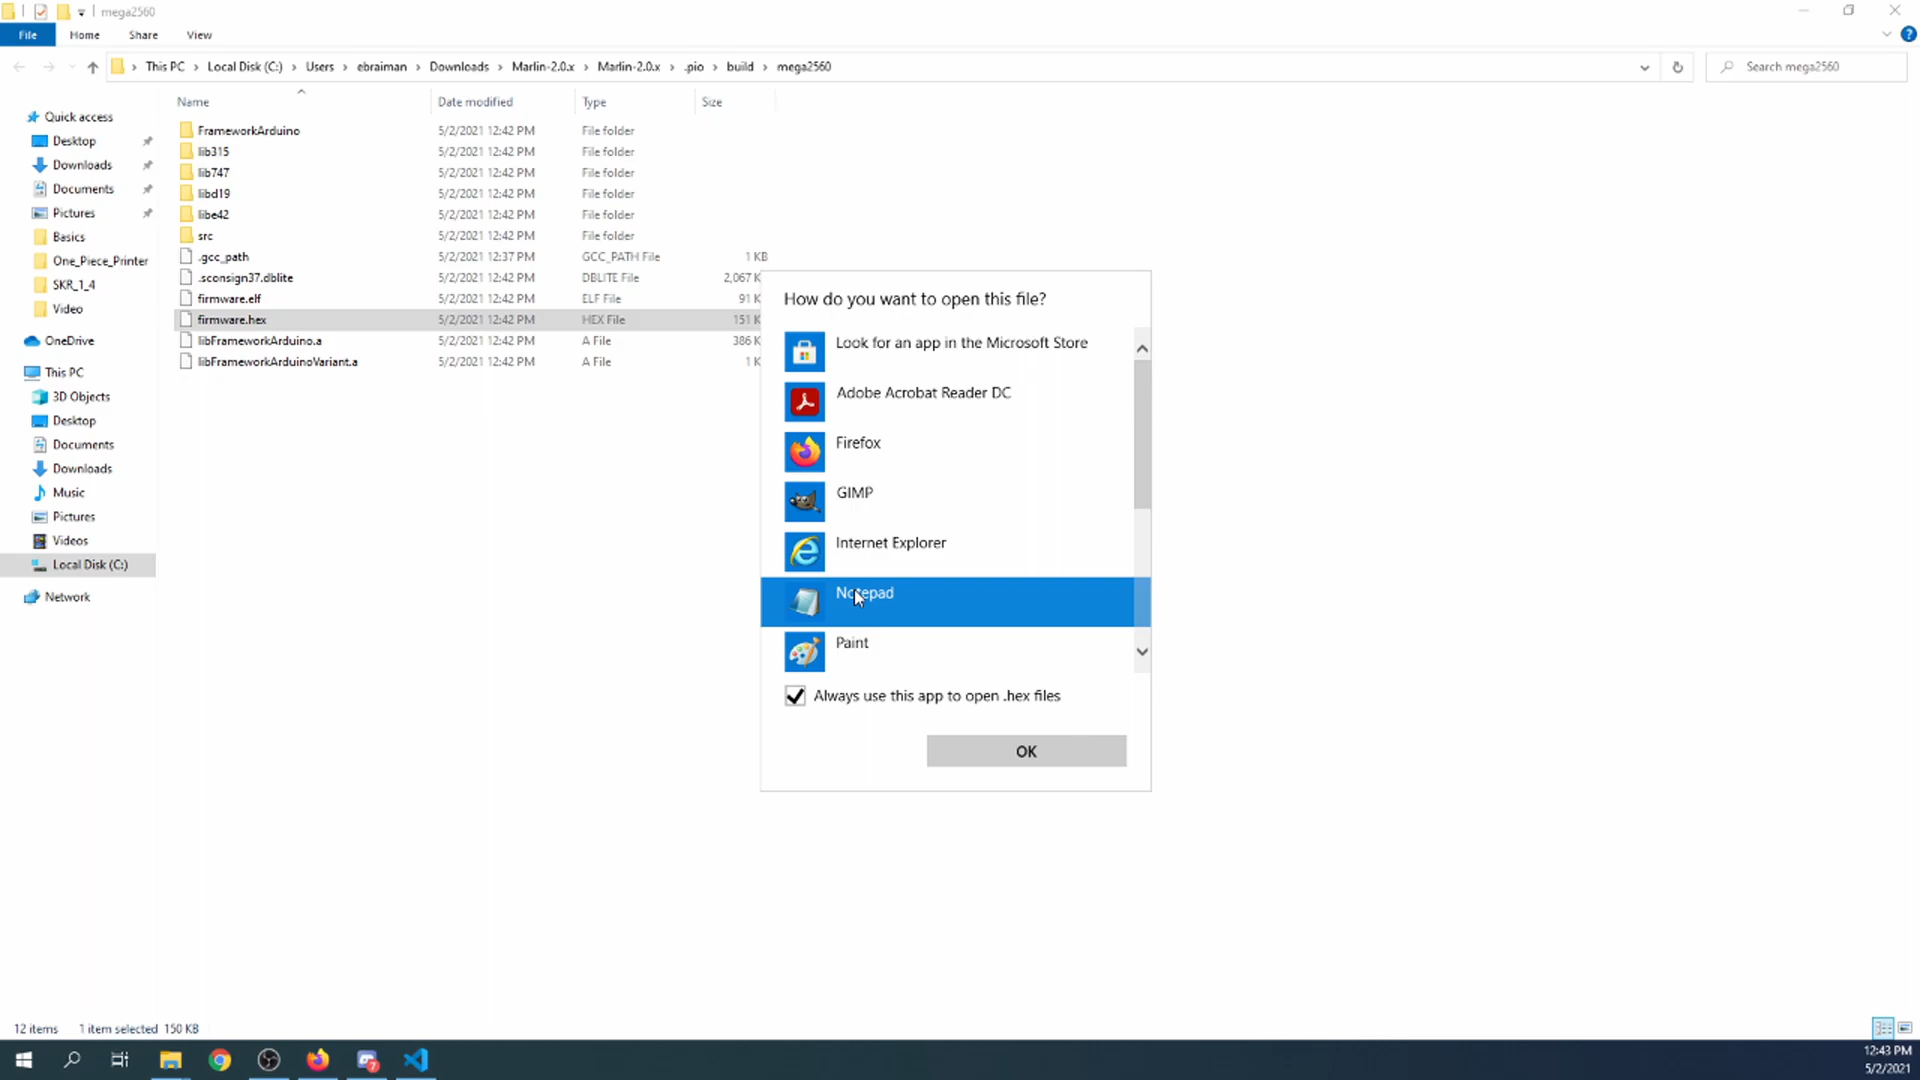 mega2560
File
Home
Share
View
This PC
Local Disk (C:)
Users
ebraiman
Downloads
Marlin-2.0.x
Marlin-2.0.x
.pio
build
mega2560
Search mega2560
Name
Date modified
Type
Size
Quick access
Desktop
Downloads
Documents
Pictures
Basics
One_Piece_Printer
SKR_1_4
Video
OneDrive
This PC
3D Objects
Desktop
Documents
Downloads
Music
Pictures
Videos
Local Disk (C:)
Network
FrameworkArduino 5/2/2021 12:42 PM File folder
lib315 5/2/2021 12:42 PM File folder
lib747 5/2/2021 12:42 PM File folder
libd19 5/2/2021 12:42 PM File folder
libe42 5/2/2021 12:42 PM File folder
src 5/2/2021 12:42 PM File folder
.gcc_path 5/2/2021 12:37 PM GCC_PATH File 1 KB
.sconsign37.dblite 5/2/2021 12:42 PM DBLITE File 2,067 K
firmware.elf 5/2/2021 12:42 PM ELF File 91 K
firmware.hex 5/2/2021 12:42 PM HEX File 151 K
libFrameworkArduino.a 5/2/2021 12:42 PM A File 386 K
libFrameworkArduinoVariant.a 5/2/2021 12:42 PM A File 1 K
How do you want to open this file?
Look for an app in the Microsoft Store
Adobe Acrobat Reader DC
Firefox
GIMP
Internet Explorer
Notepad
Paint
Always use this app to open .hex files
OK
12 items 1 item selected 150 KB
12:43 PM
5/2/2021